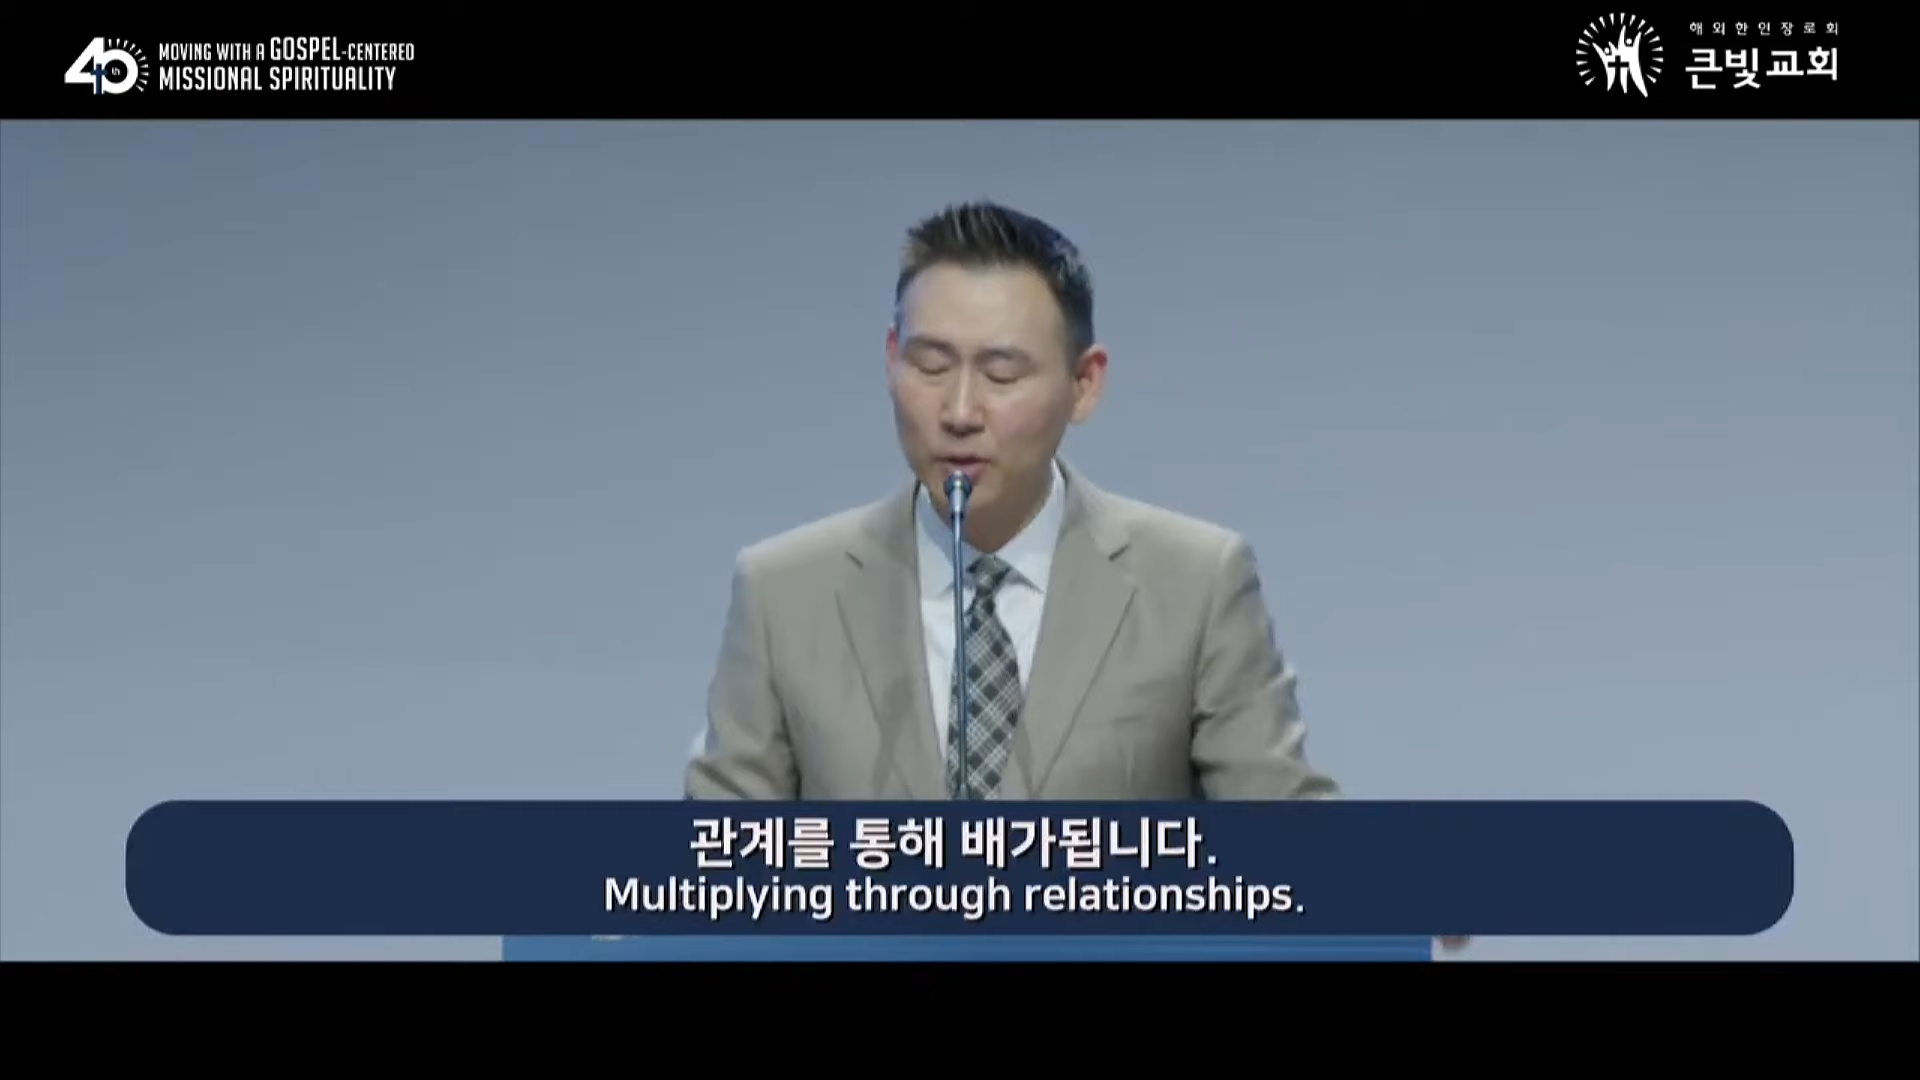 40th
MOVING WITH A GOSPEL-CENTERED
MISSIONAL SPIRITUALITY
해외한인장로회
큰빛교회
관계를 통해 배가됩니다.
Multiplying through relationships.